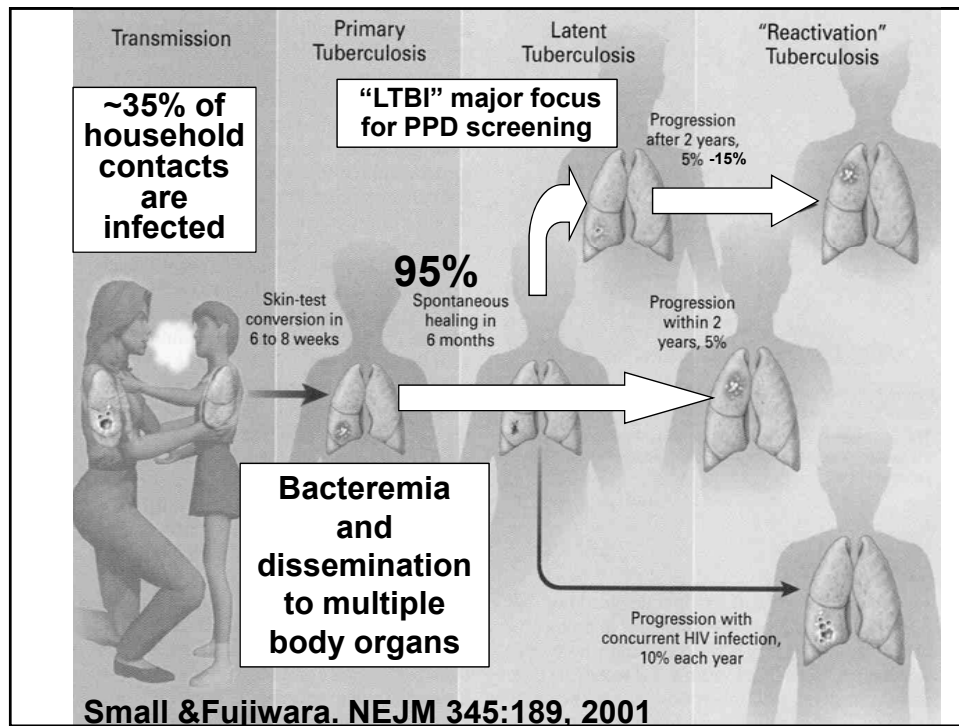 Transmission
Primary
Tuberculosis
Latent
Tuberculosis
“Reactivation”
Tuberculosis
~35% of
household
contacts
are
infected
“LTBI” major focus
for PPD screening
Progression
after 2 years,
5% -15%
95%
Skin-test
conversion in
6 to 8 weeks
Spontaneous
healing in
6 months
Progression
within 2
years, 5%
Bacteremia
and
dissemination
to multiple
body organs
Progression with
concurrent HIV infection,
10% each year
Small &Fujiwara. NEJM 345:189, 2001